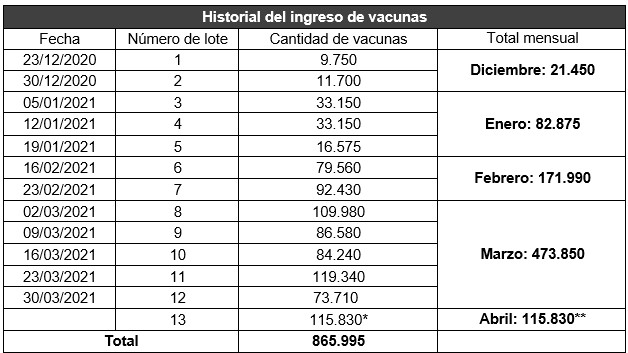 Historial del ingreso de vacunas
Fecha Número de lote Cantidad de vacunas Total mensual
23/12/2020 1 9.750 Diciembre: 21.450
30/12/2020 2 11.700
05/01/2021 3 33.150 Enero: 82.875
12/01/2021 4 33.150
19/01/2021 5 16.575
16/02/2021 6 79.560 Febrero: 171.990
23/02/2021 7 92.430
02/03/2021 8 109.980 Marzo: 473.850
09/03/2021 9 86.580
16/03/2021 10 84.240
23/03/2021 11 119.340
30/03/2021 12 73.710
13 115.830* Abril: 115.830**
Total 865.995